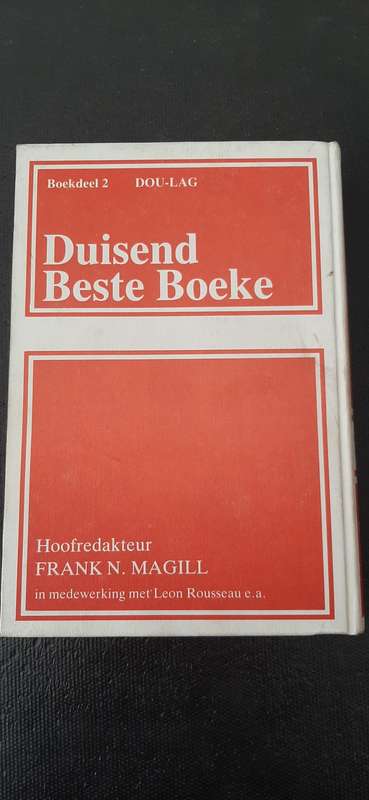 Boekdeel 2 DOU-LAG
Duisend
Beste Boeke
Hoofredakteur
FRANK N. MAGILL
in medewerking met Leon Rousseau e.a.